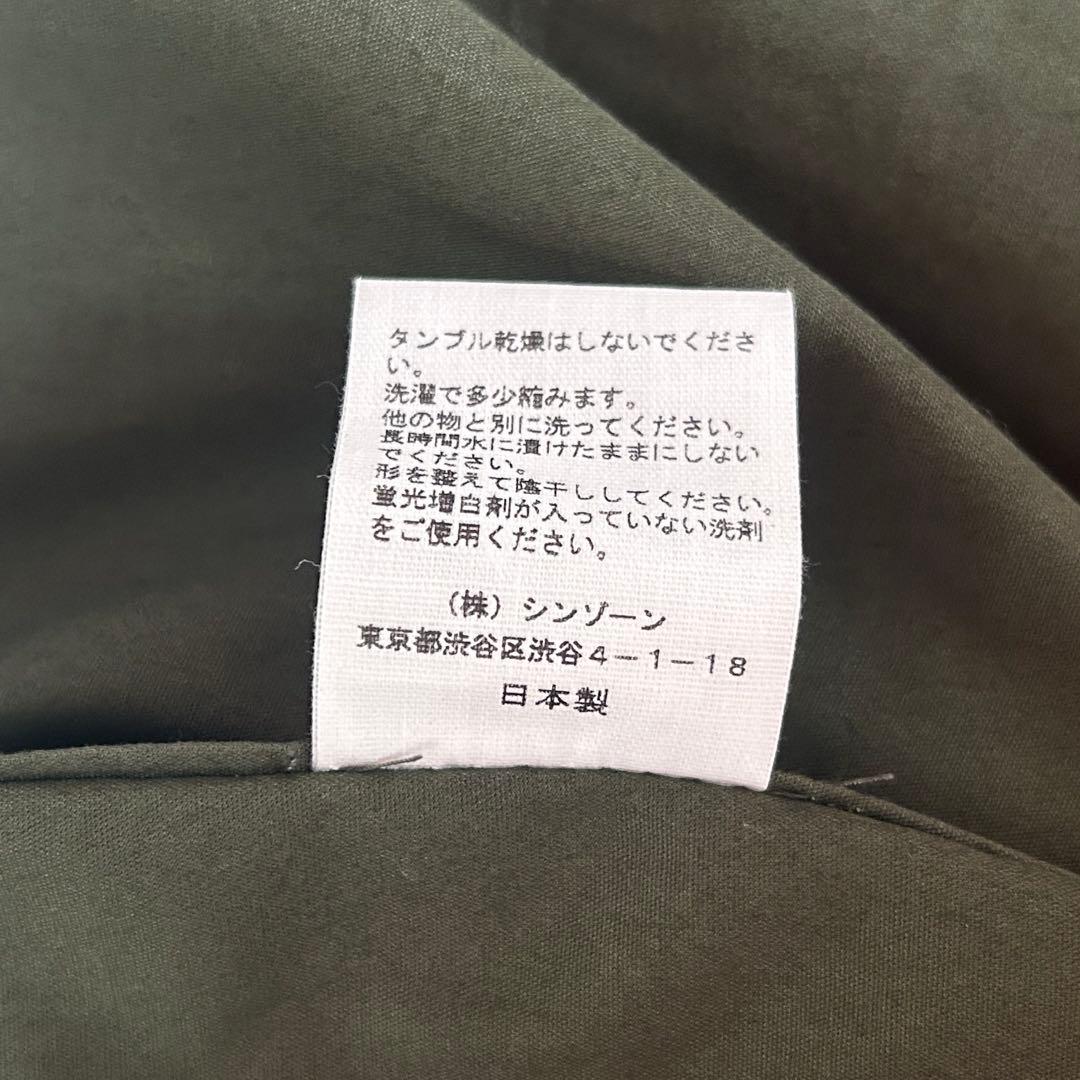 タンブル乾燥はしないでくださ
い。
洗濯で多少縮みます。
他の物と別に洗ってください。
長時間水に漬けたままにしない
でください。
形を整えて陰干ししてください。
蛍光増白剤が入っていない洗剤
をご使用ください。
(株)シンゾーン
東京都渋谷区渋谷4-1-18
日本製